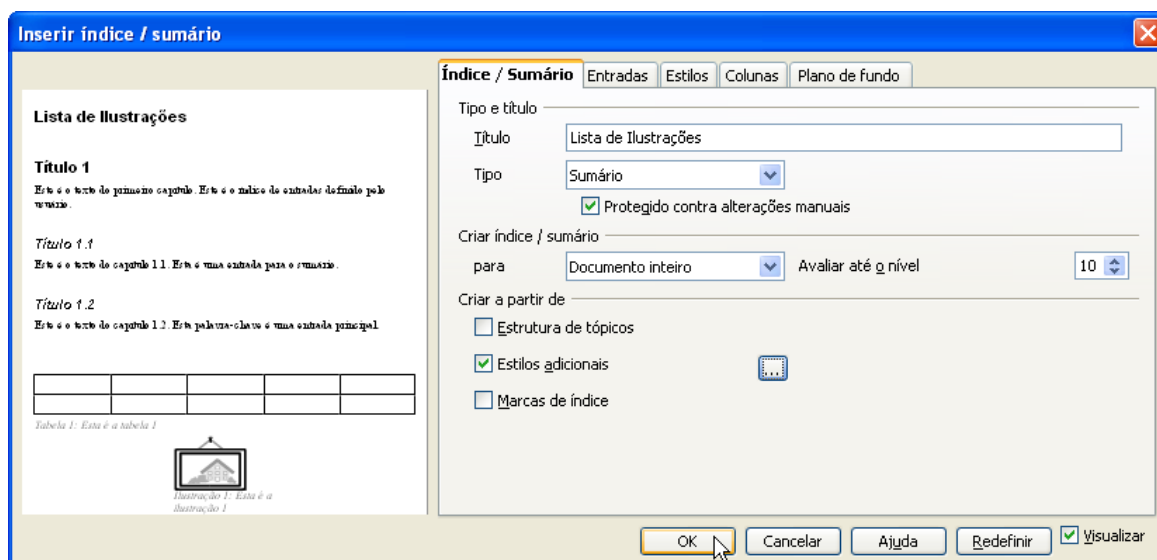 Inserir índice / sumário
Índice / Sumário Entradas Estilos Colunas Plano de fundo
Lista de Ilustrações
Título 1
Este é o texto do primeiro capítulo. Este é o índice de entradas definido pelo
usuário.
Título 1.1
Este é o texto do capítulo 1.1. Esta é uma entrada para o sumário.
Título 1.2
Este é o texto do capítulo 1.2. Esta palavra-chave é uma entrada principal.
Tabela 1: Esta é a tabela 1
Ilustração 1: Esta é a
ilustração 1
Tipo e título
Título Lista de Ilustrações
Tipo Sumário
Protegido contra alterações manuais
Criar índice / sumário
para Documento inteiro Avaliar até o nível 10
Criar a partir de
Estrutura de tópicos
Estilos adicionais ...
Marcas de índice
OK Cancelar Ajuda Redefinir Visualizar